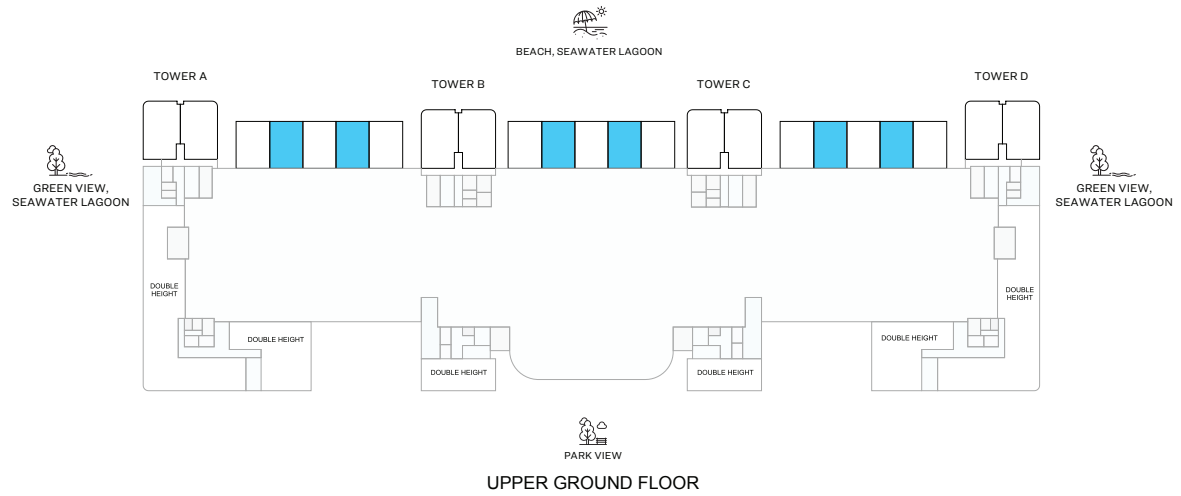 BEACH, SEAWATER LAGOON
TOWER A
TOWER B
TOWER C
TOWER D
GREEN VIEW,
SEAWATER LAGOON
GREEN VIEW,
SEAWATER LAGOON
DOUBLE
HEIGHT
DOUBLE
HEIGHT
DOUBLE HEIGHT
DOUBLE HEIGHT
DOUBLE HEIGHT
DOUBLE HEIGHT
PARK VIEW
UPPER GROUND FLOOR